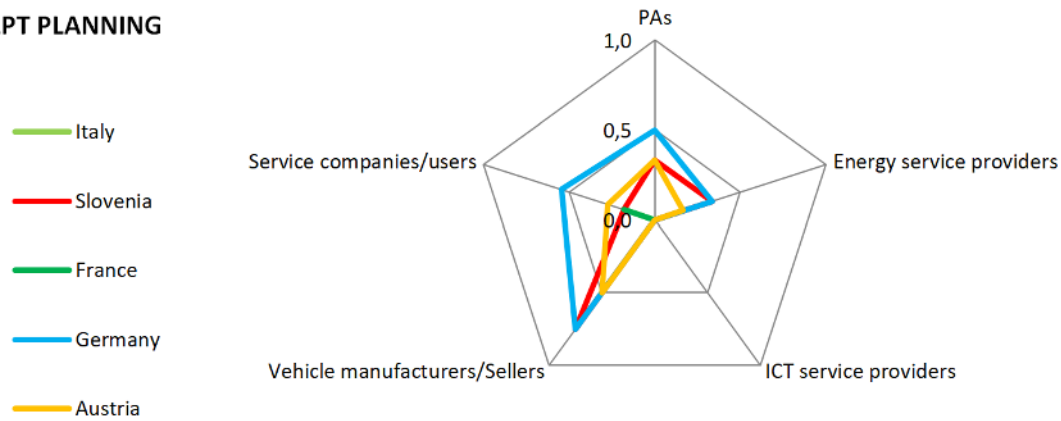 PT PLANNING
PAs
1,0
Italy
0,5
Service companies/users
Energy service providers
Slovenia
0,0
France
Germany
Vehicle manufacturers/Sellers
ICT service providers
Austria